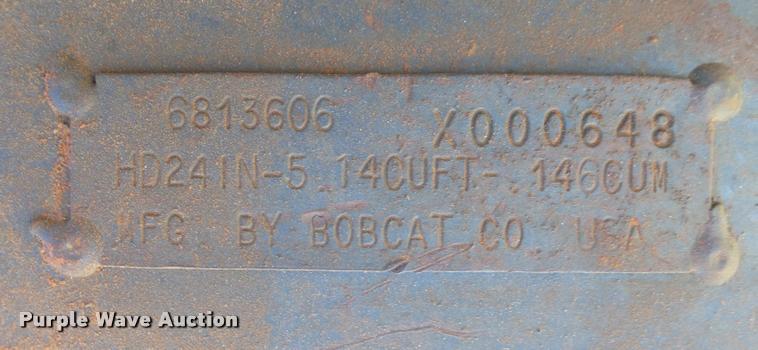 6813606 X000648
HD24IN-5.14CUFT- .146CUM
MFG BY BOBCAT CO USA
Purple Wave Auction